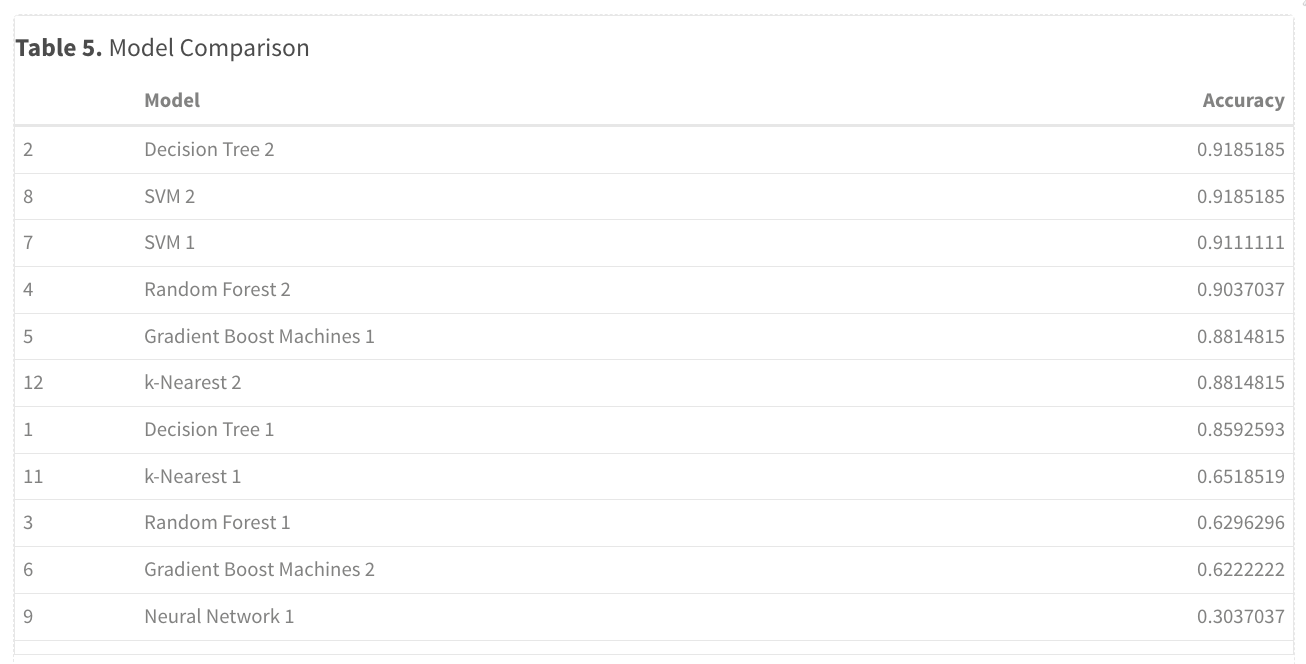 Table 5. Model Comparison
Model Accuracy
2 Decision Tree 2 0.9185185
8 SVM 2 0.9185185
7 SVM 1 0.9111111
4 Random Forest 2 0.9037037
5 Gradient Boost Machines 1 0.8814815
12 k-Nearest 2 0.8814815
1 Decision Tree 1 0.8592593
11 k-Nearest 1 0.6518519
3 Random Forest 1 0.6296296
6 Gradient Boost Machines 2 0.6222222
9 Neural Network 1 0.3037037